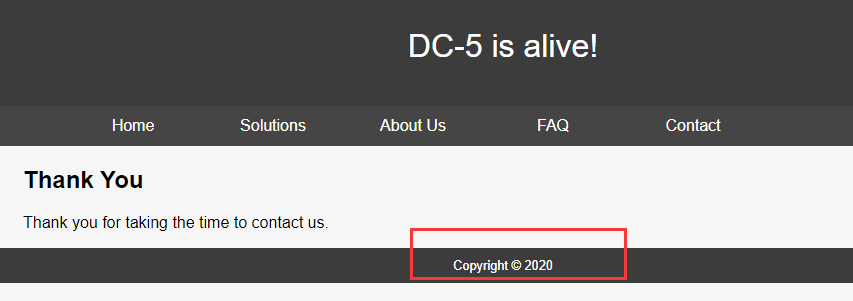 DC-5 is alive!
Home Solutions About Us FAQ Contact
Thank You
Thank you for taking the time to contact us.
Copyright © 2020